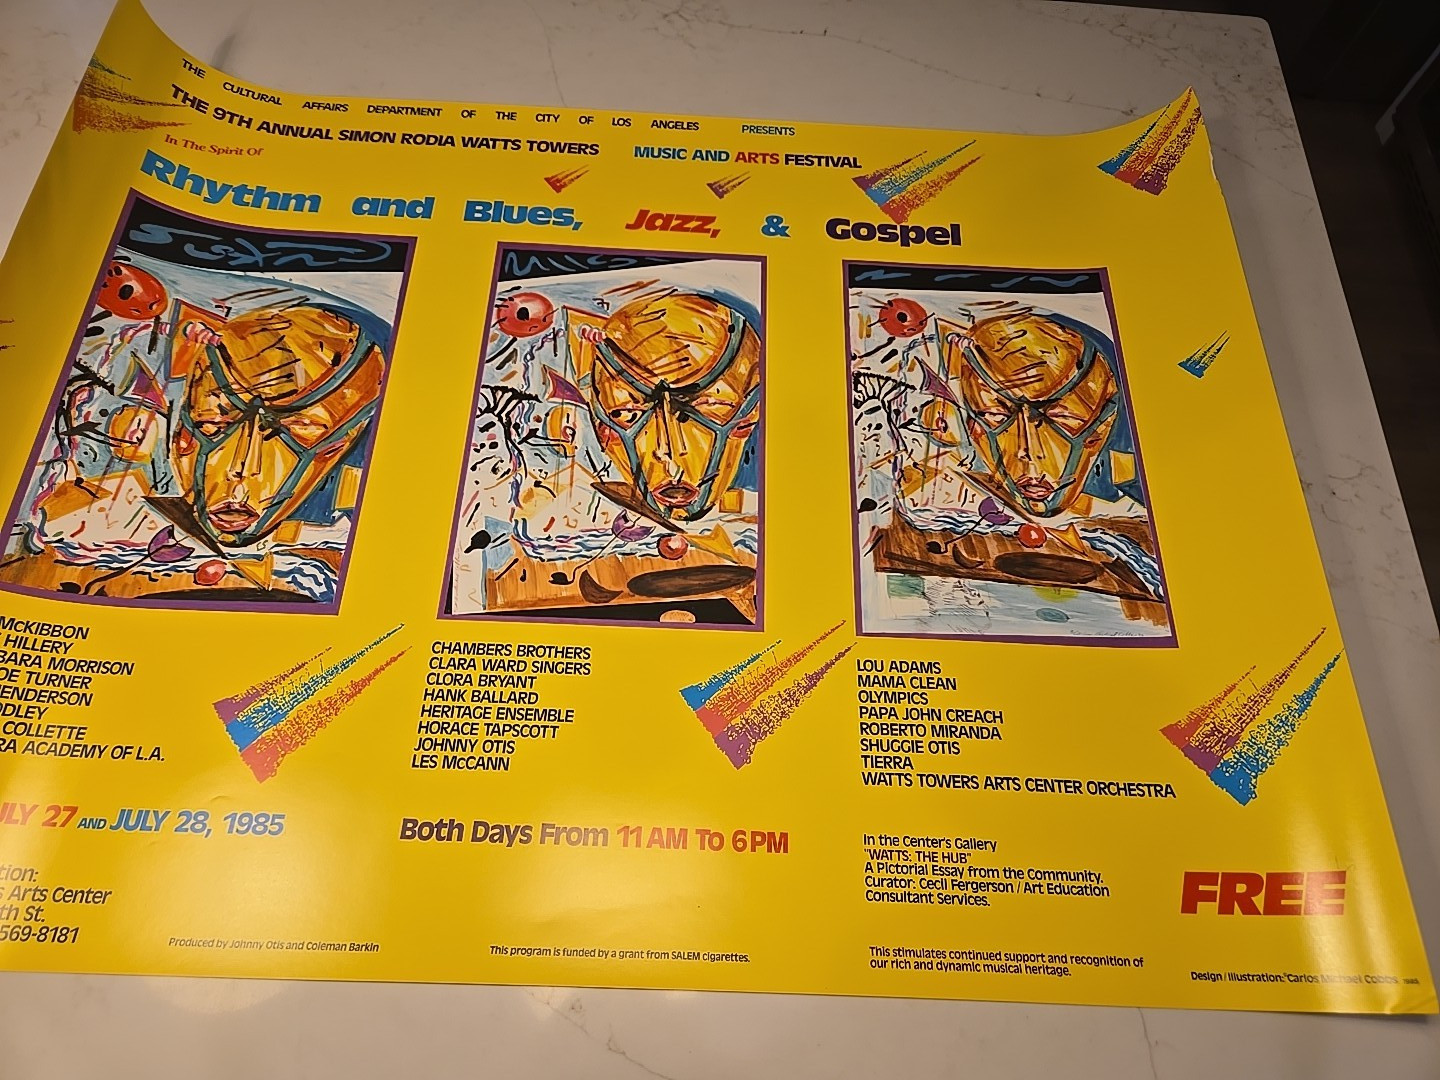 THE CULTURAL AFFAIRS DEPARTMENT OF THE CITY OF LOS ANGELES PRESENTS
THE 9TH ANNUAL SIMON RODIA WATTS TOWERS MUSIC AND ARTS FESTIVAL
In The Spirit Of
Rhythm and Blues, Jazz, & Gospel
McKIBBON
HILLERY
BARA MORRISON
OE TURNER
HENDERSON
DLEY
COLLETTE
RA ACADEMY OF L.A.
CHAMBERS BROTHERS
CLARA WARD SINGERS
CLORA BRYANT
HANK BALLARD
HERITAGE ENSEMBLE
HORACE TAPSCOTT
JOHNNY OTIS
LES McCANN
LOU ADAMS
MAMA CLEAN
OLYMPICS
PAPA JOHN CREACH
ROBERTO MIRANDA
SHUGGIE OTIS
TIERRA
WATTS TOWERS ARTS CENTER ORCHESTRA
ULY 27 AND JULY 28, 1985
Both Days From 11 AM To 6 PM
In the Center's Gallery
"WATTS: THE HUB"
A Pictorial Essay from the Community.
Curator: Cecil Fergerson / Art Education
Consultant Services.
FREE
tion:
s Arts Center
th St.
569-8181
Produced by Johnny Otis and Coleman Barkin
This program is funded by a grant from SALEM cigarettes.
This stimulates continued support and recognition of
our rich and dynamic musical heritage.
Design / Illustration: Carlos Michael Cobbs